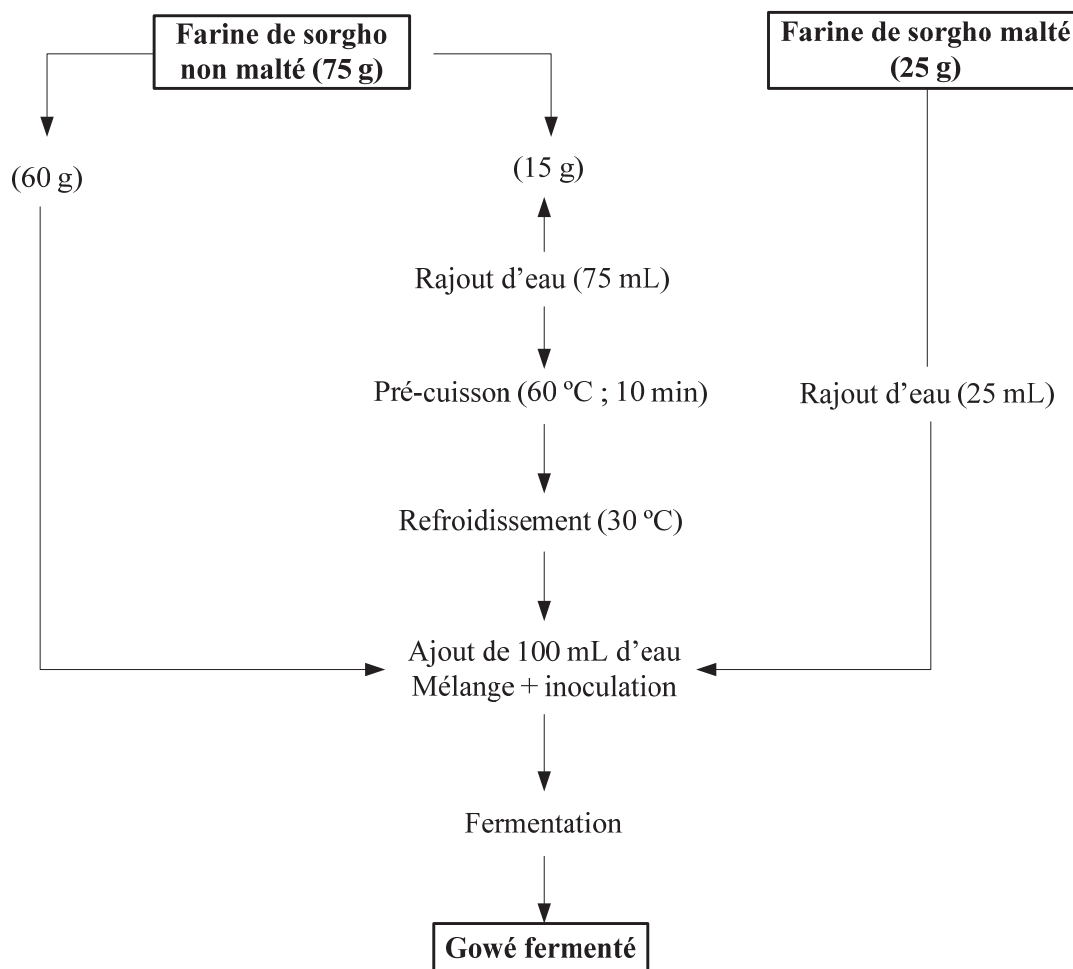 Farine de sorgho
non malté (75 g)
Farine de sorgho malté
(25 g)
(60 g)
(15 g)
Rajout d’eau (75 mL)
Pré-cuisson (60 ºC ; 10 min)
Rajout d’eau (25 mL)
Refroidissement (30 ºC)
Ajout de 100 mL d’eau
Mélange + inoculation
Fermentation
Gowé fermenté